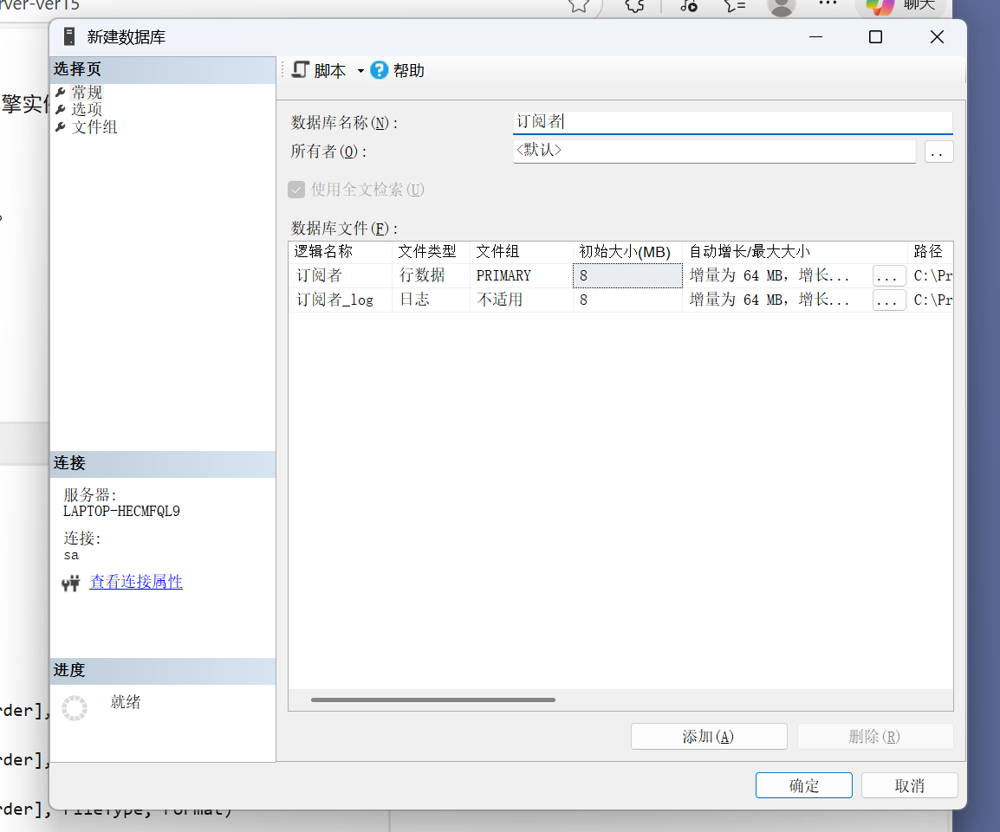 rver-ver15
聊天
新建数据库
选择页
常规
选项
文件组
脚本
帮助
擎实
数据库名称(N):
订阅者
所有者(O):
<默认>
..
使用全文检索(U)
数据库文件(F):
逻辑名称 文件类型 文件组 初始大小(MB) 自动增长/最大大小 路径
订阅者 行数据 PRIMARY 8 增量为 64 MB，增长... ... C:\Pr
订阅者_log 日志 不适用 8 增量为 64 MB，增长... ... C:\Pr
连接
服务器:
LAPTOP-HECMFQL9
连接:
sa
查看连接属性
进度
就绪
rder],
rder],
rder], FileType, Format)
添加(A)
删除(R)
确定
取消